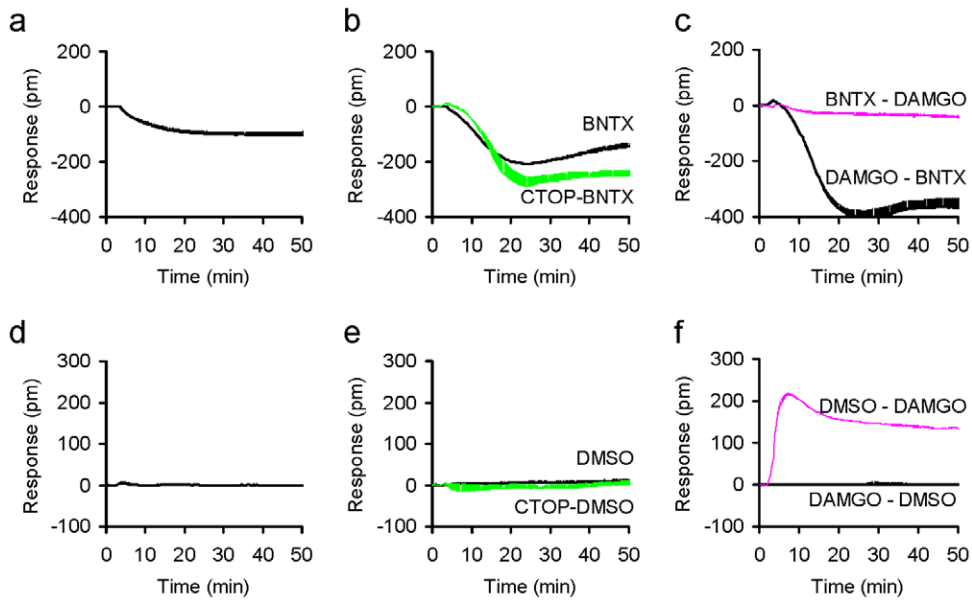 a
200
0
-200
-400
Response (pm)
0 10 20 30 40 50
Time (min)
b
200
0
-200
-400
Response (pm)
BNTX
CTOP-BNTX
0 10 20 30 40 50
Time (min)
c
200
0
-200
-400
Response (pm)
BNTX - DAMGO
DAMGO - BNTX
0 10 20 30 40 50
Time (min)
d
300
200
100
0
-100
Response (pm)
0 10 20 30 40 50
Time (min)
e
300
200
100
0
-100
Response (pm)
DMSO
CTOP-DMSO
0 10 20 30 40 50
Time (min)
f
300
200
100
0
-100
Response (pm)
DMSO - DAMGO
DAMGO - DMSO
0 10 20 30 40 50
Time (min)